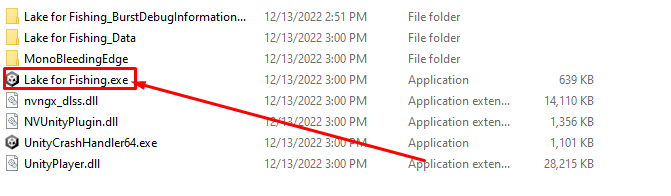 Lake for Fishing_BurstDebugInformation... 12/13/2022 2:51 PM File folder
Lake for Fishing_Data 12/13/2022 3:00 PM File folder
MonoBleedingEdge 12/13/2022 3:00 PM File folder
Lake for Fishing.exe 12/13/2022 3:00 PM Application 639 KB
nvngx_dlss.dll 12/13/2022 3:00 PM Application exten... 14,110 KB
NVUnityPlugin.dll 12/13/2022 3:00 PM Application exten... 1,356 KB
UnityCrashHandler64.exe 12/13/2022 3:00 PM Application 1,101 KB
UnityPlayer.dll 12/13/2022 3:00 PM Application exten... 28,215 KB